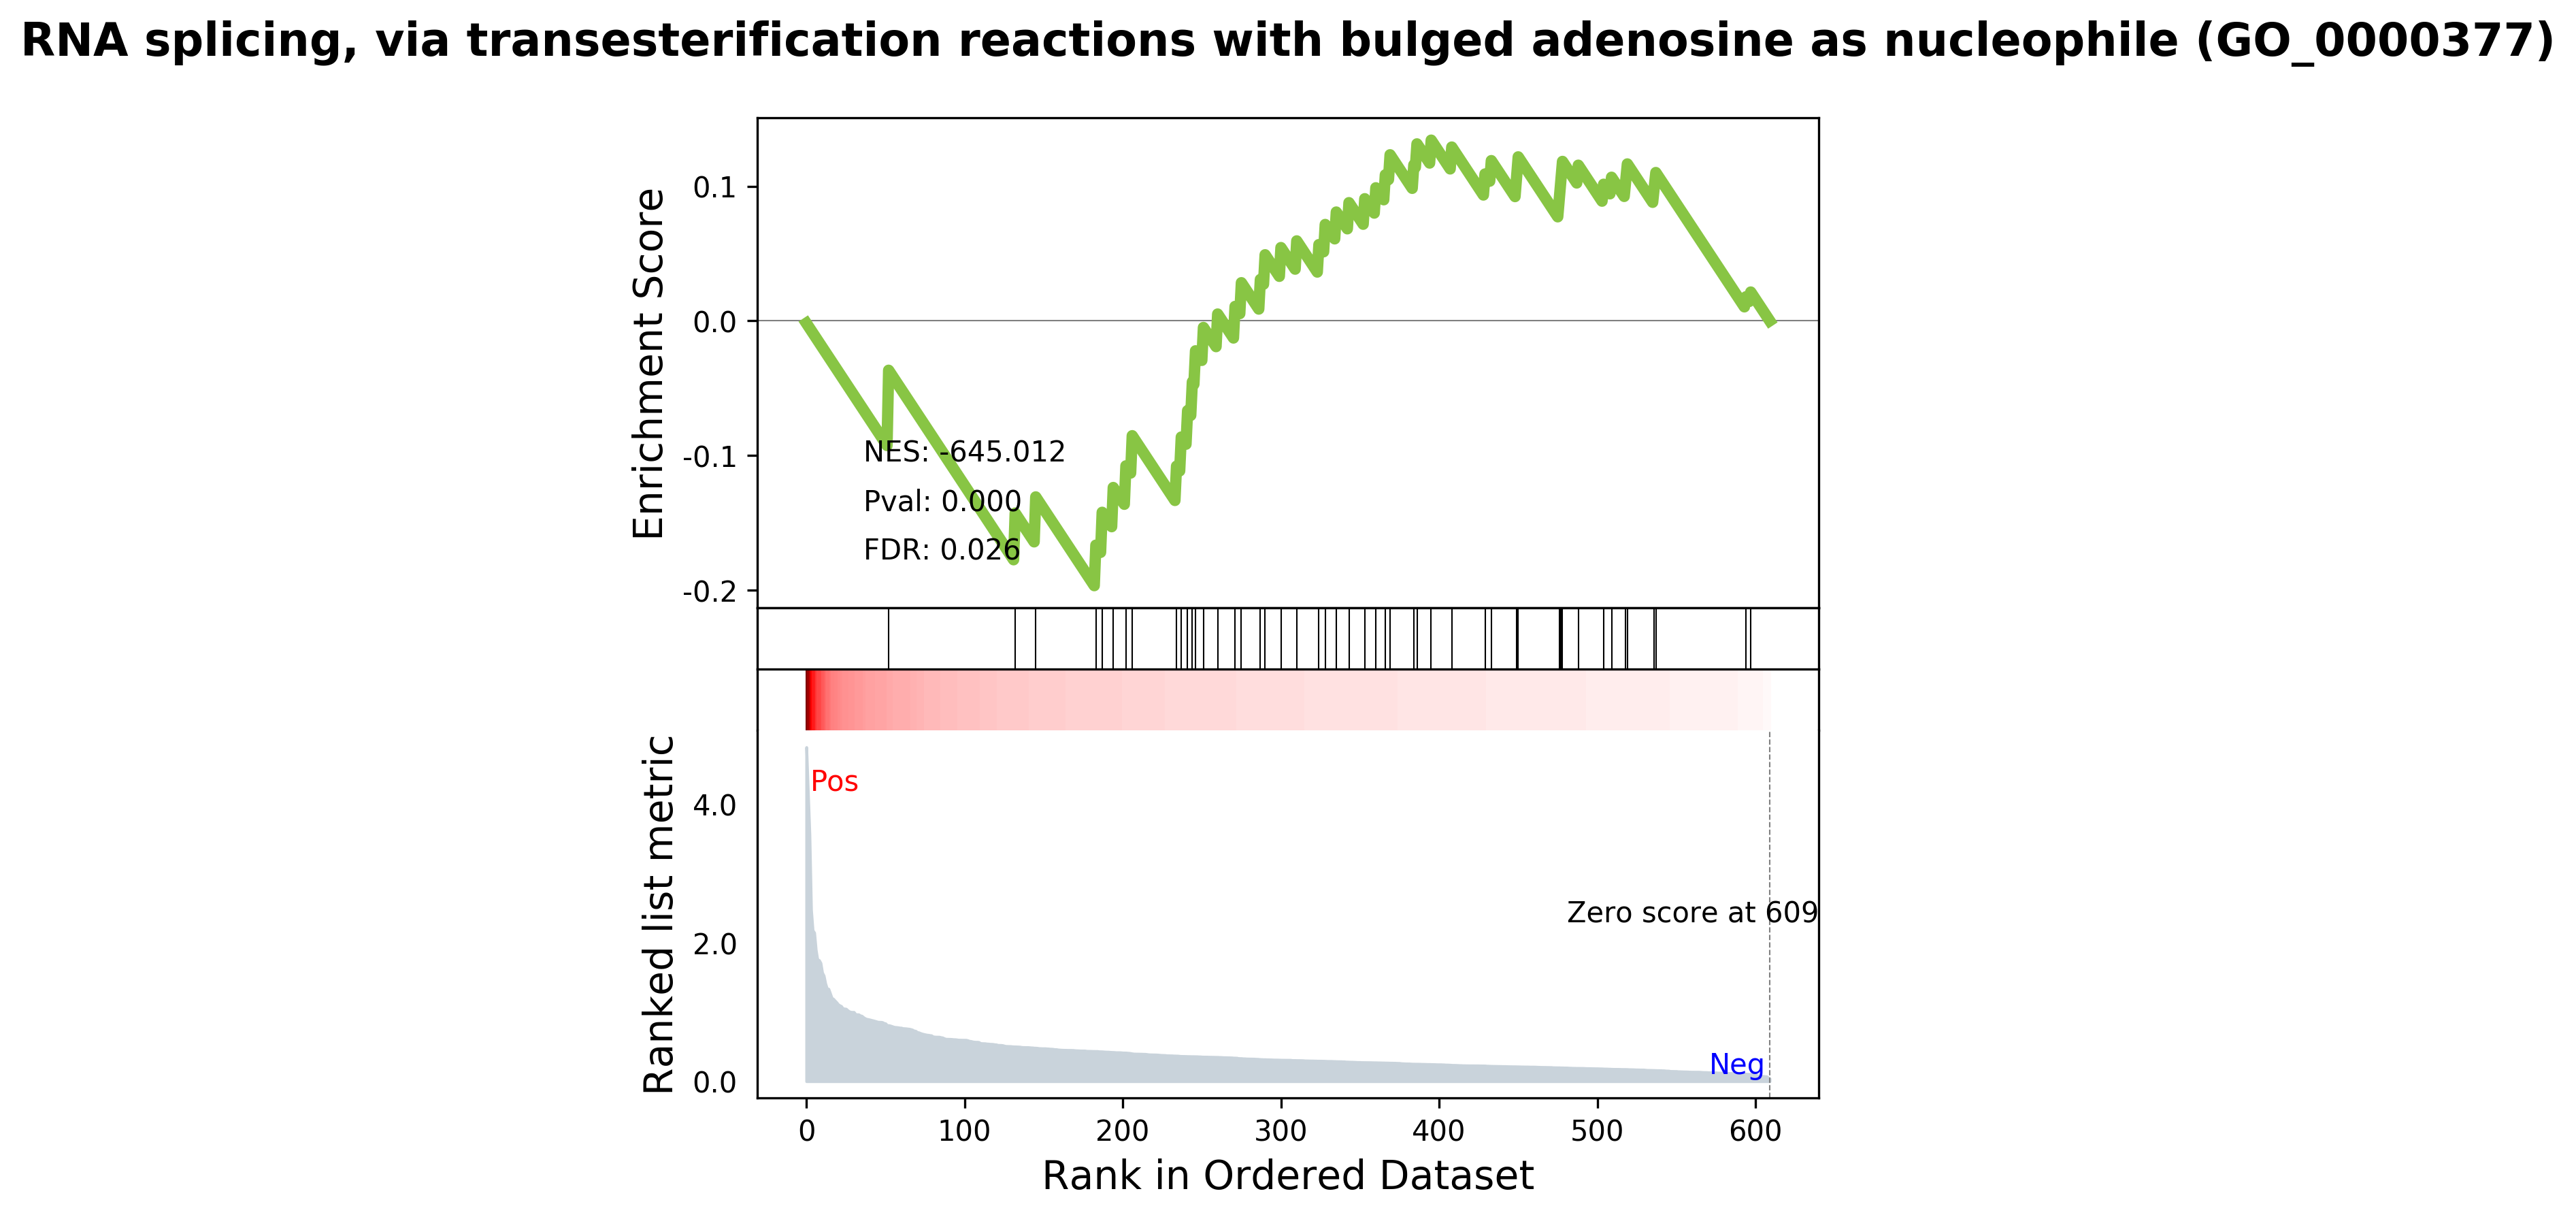 RNA splicing, via transesterification reactions with bulged adenosine as nucleophile (GO_0000377)
Enrichment Score
0.1
0.0
-0.1
-0.2
NES: -645.012
Pval: 0.000
FDR: 0.026
Ranked list metric
4.0
2.0
0.0
Pos
Zero score at 609
Neg
0 100 200 300 400 500 600
Rank in Ordered Dataset